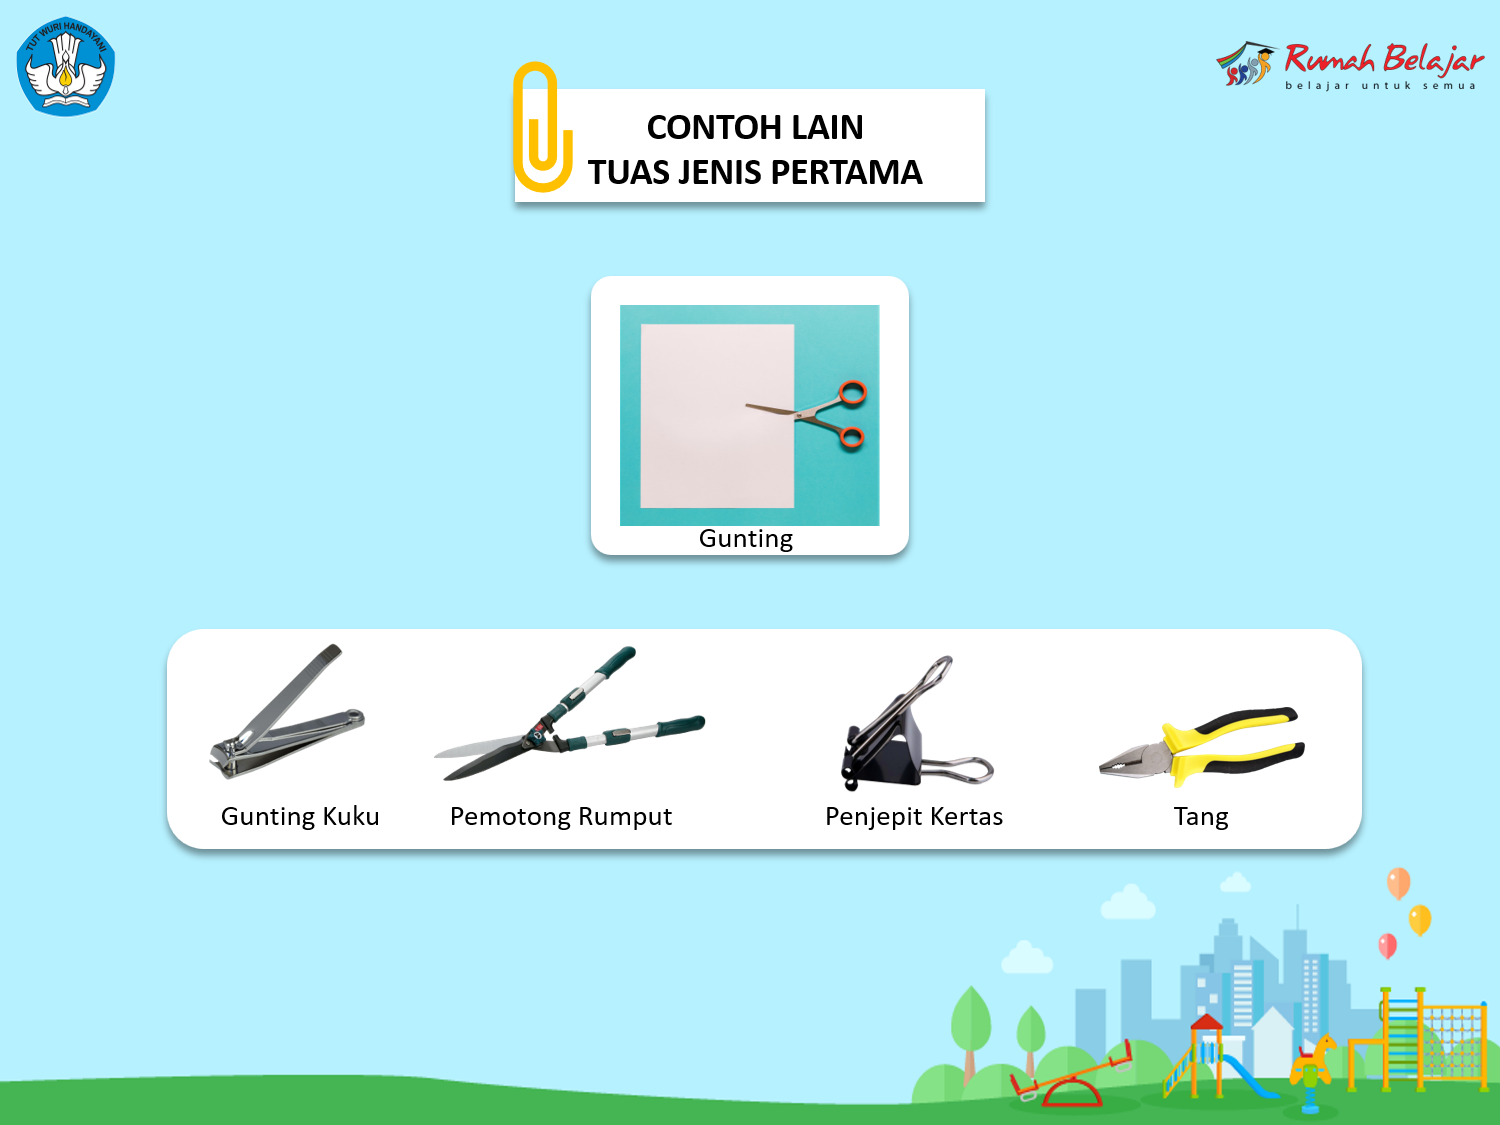 TUT WURI HANDAYANI
Rumah Belajar
belajar untuk semua
CONTOH LAIN
TUAS JENIS PERTAMA
Gunting
Gunting Kuku
Pemotong Rumput
Penjepit Kertas
Tang